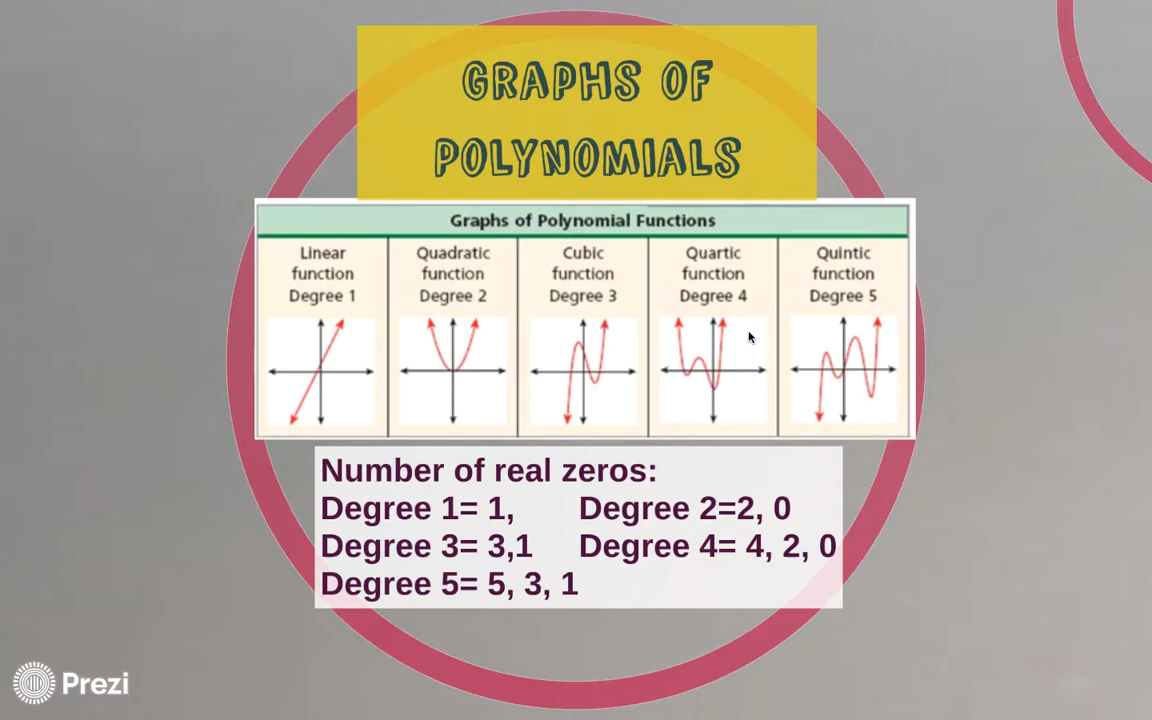 GRAPHS OF
POLYNOMIALS
Graphs of Polynomial Functions
Linear
function
Degree 1
Quadratic
function
Degree 2
Cubic
function
Degree 3
Quartic
function
Degree 4
Quintic
function
Degree 5
Number of real zeros:
Degree 1= 1, Degree 2=2, 0
Degree 3= 3,1 Degree 4= 4, 2, 0
Degree 5= 5, 3, 1
Prezi